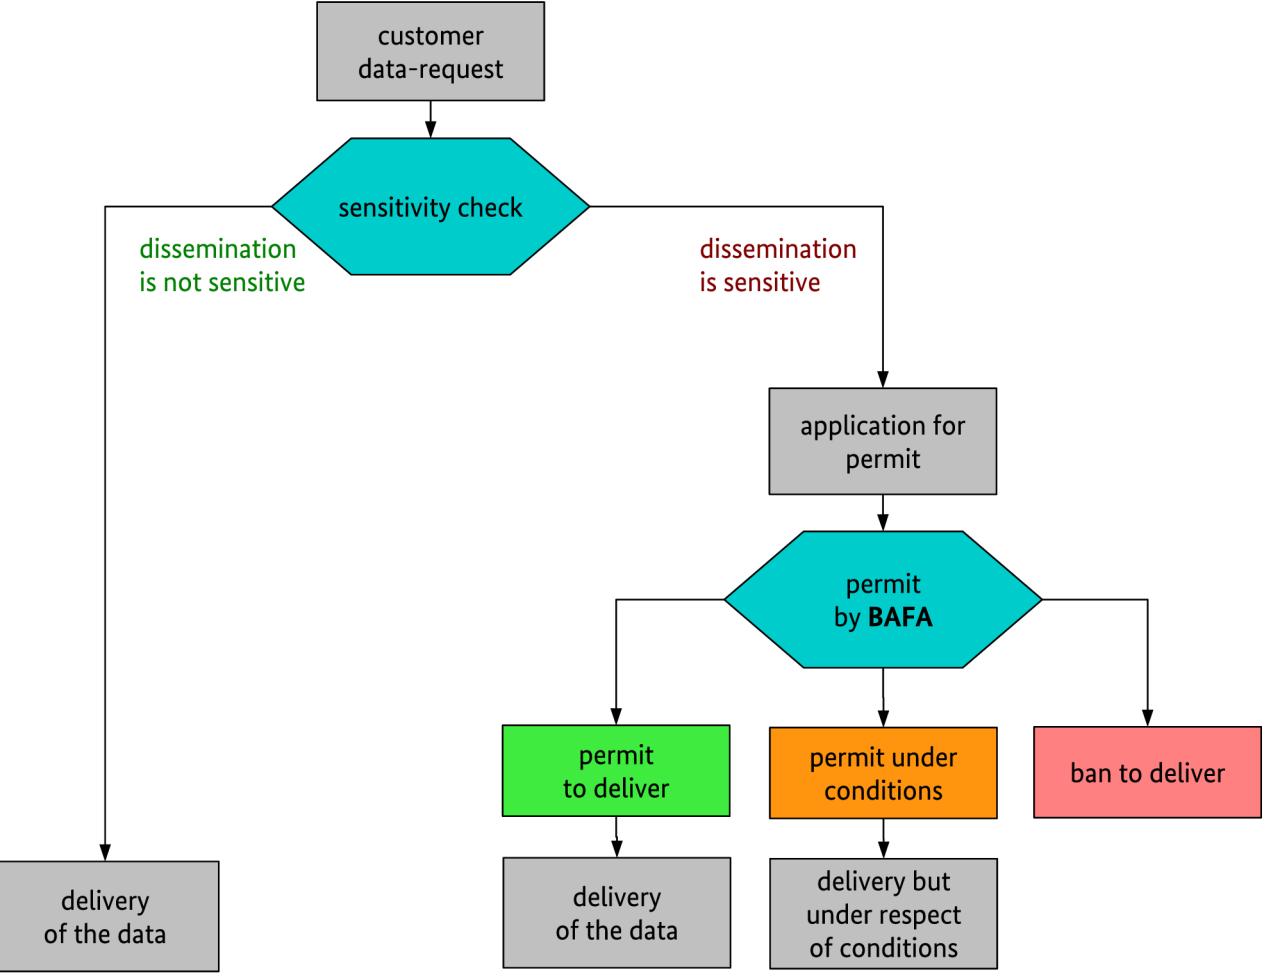 customer
data-request
sensitivity check
dissemination
is not sensitive
dissemination
is sensitive
application for
permit
permit
by BAFA
permit
to deliver
permit under
conditions
ban to deliver
delivery
of the data
delivery
of the data
delivery but
under respect
of conditions